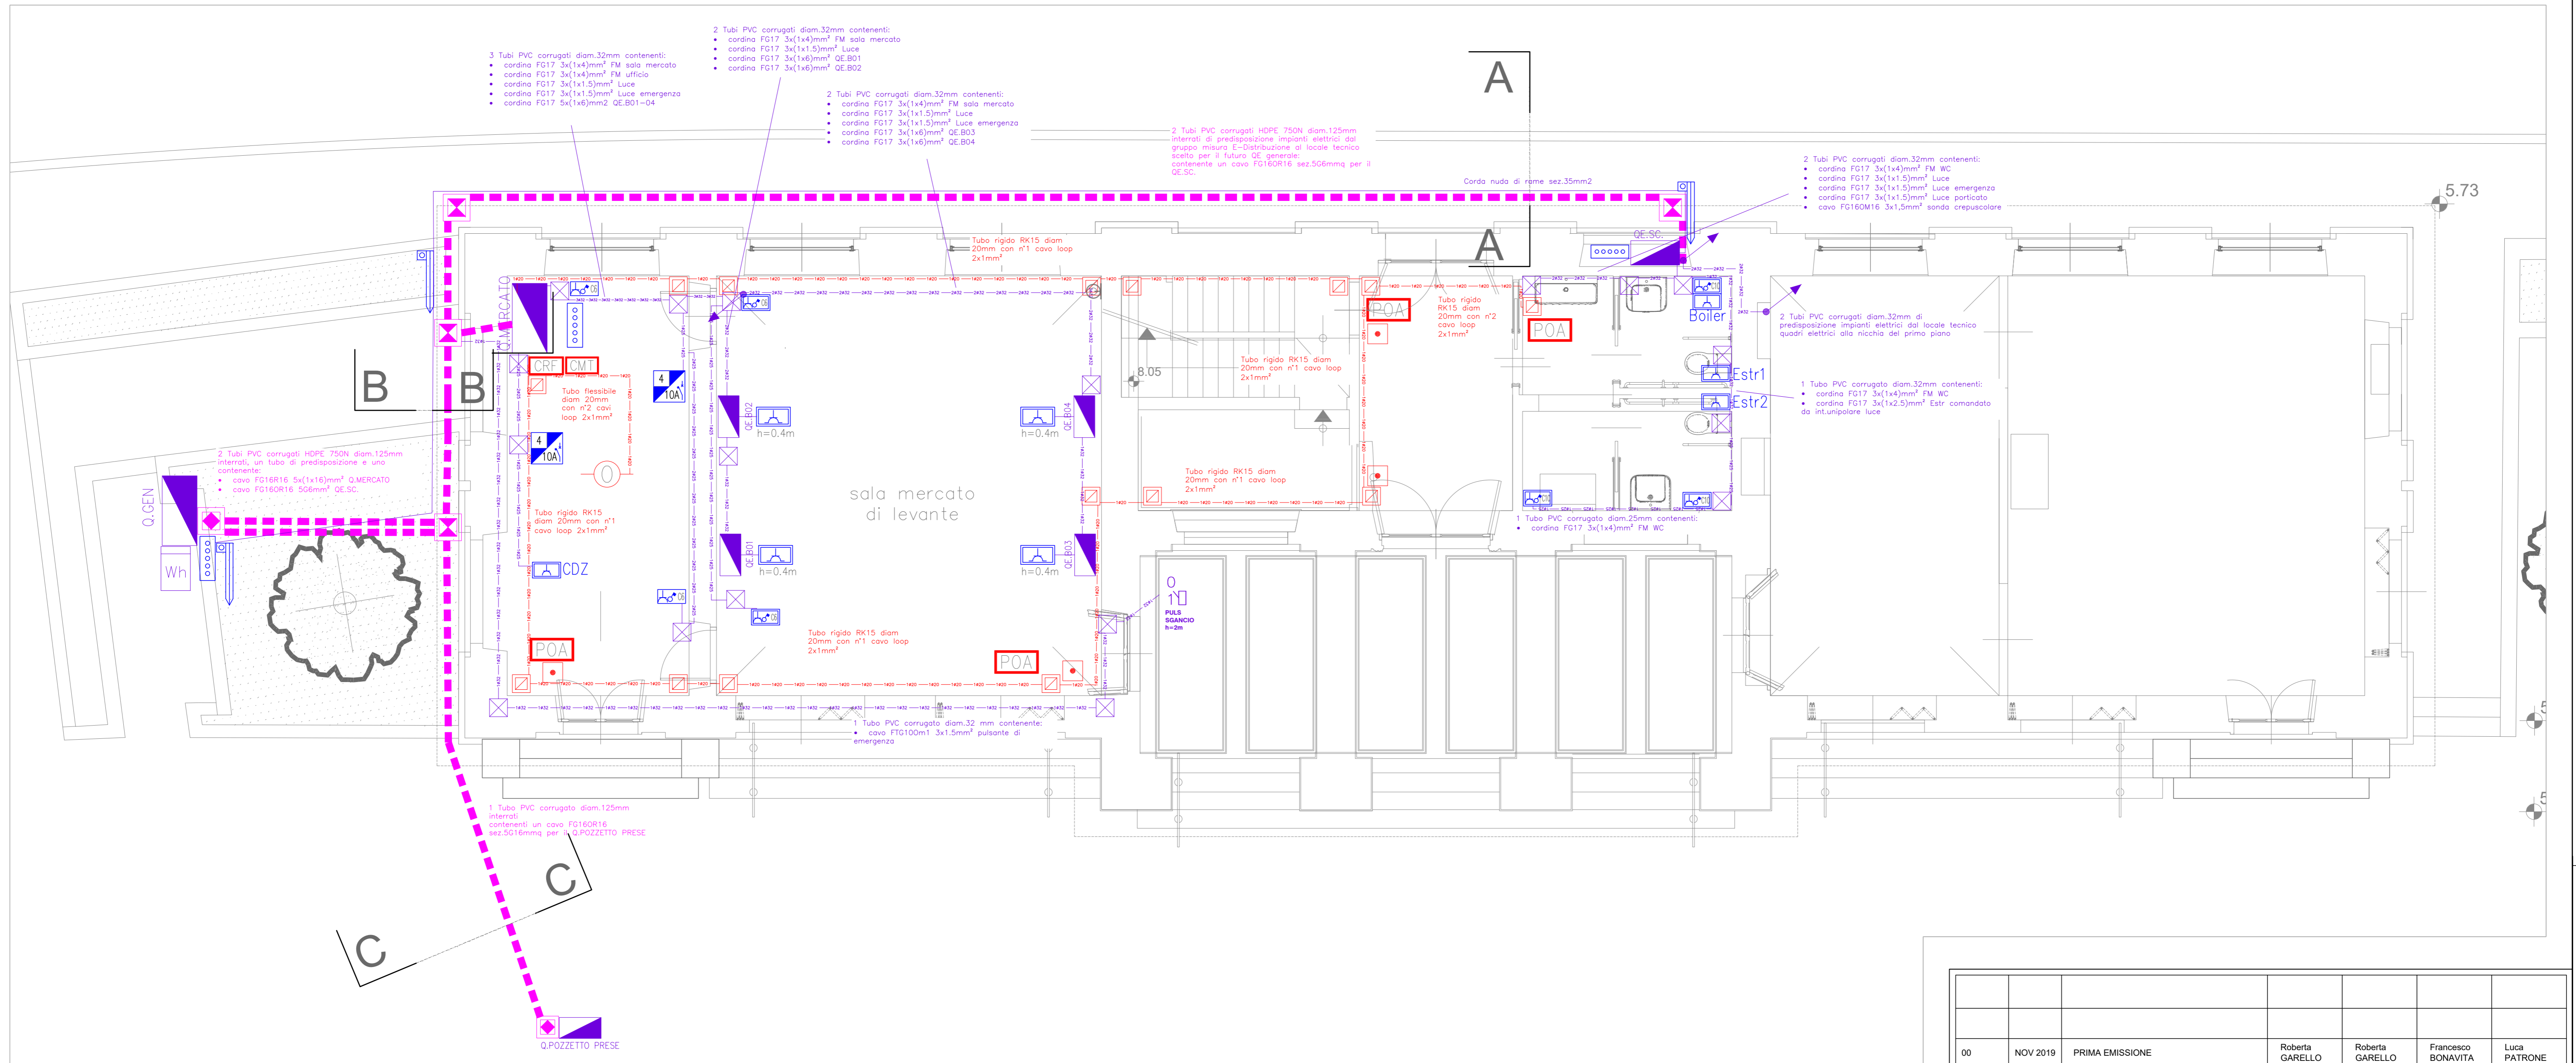 2 Tubi PVC corrugati diam.32mm contenenti:
• cordina FG17 3x(1x4)mm² FM sala mercato
• cordina FG17 3x(1x1.5)mm² Luce
• cordina FG17 3x(1x6)mm² QE.B01
• cordina FG17 3x(1x6)mm² QE.B02
3 Tubi PVC corrugati diam.32mm contenenti:
• cordina FG17 3x(1x4)mm² FM sala mercato
• cordina FG17 3x(1x4)mm² FM ufficio
• cordina FG17 3x(1x1.5)mm² Luce
• cordina FG17 3x(1x1.5)mm² Luce emergenza
• cordina FG17 5x(1x6)mm2 QE.B01-04
2 Tubi PVC corrugati diam.32mm contenenti:
• cordina FG17 3x(1x4)mm² FM sala mercato
• cordina FG17 3x(1x1.5)mm² Luce
• cordina FG17 3x(1x1.5)mm² Luce emergenza
• cordina FG17 3x(1x6)mm² QE.B03
• cordina FG17 3x(1x6)mm² QE.B04
A
2 Tubi PVC corrugati HDPE 750N diam.125mm
interrati di predisposizione impianti elettrici dal
gruppo misura E-Distribuzione al locale tecnico
scelto per il futuro QE generale:
contenente un cavo FG16OR16 sez.5G6mmq per il
QE.SC.
Corda nuda di rame sez.35mm2
2 Tubi PVC corrugati diam.32mm contenenti:
• cordina FG17 3x(1x4)mm² FM WC
• cordina FG17 3x(1x1.5)mm² Luce
• cordina FG17 3x(1x1.5)mm² Luce emergenza
• cordina FG17 3x(1x1.5)mm² Luce porticato
• cavo FG16OM16 3x1,5mm² sonda crepuscolare
5.73
A
QE.SC.
Tubo rigido RK15 diam
20mm con n°1 cavo loop
2x1mm²
Q.MERCATO
C6
C6
POA
Tubo rigido
RK15 diam
20mm con n°2
cavo loop
2x1mm²
POA
C10
Boiler
2 Tubi PVC corrugati diam.32mm di
predisposizione impianti elettrici dal locale tecnico
quadri elettrici alla nicchia del primo piano
CRF
CMT
Tubo flessibile
diam 20mm
con n°2 cavi
loop 2x1mm²
4
10A
8.05
Tubo rigido RK15 diam
20mm con n°1 cavo loop
2x1mm²
Estr1
Estr2
1 Tubo PVC corrugato diam.32mm contenenti:
• cordina FG17 3x(1x4)mm² FM WC
• cordina FG17 3x(1x2.5)mm² Estr comandato
da int.unipolare luce
B
B
QE.B02
h=0.4m
h=0.4m
QE.B04
4
10A
2 Tubi PVC corrugati HDPE 750N diam.125mm
interrati, un tubo di predisposizione e uno
contenente:
• cavo FG16R16 5x(1x16)mm² Q.MERCATO
• cavo FG16OR16 5G6mm² QE.SC.
Q.GEN
Wh
O
sala mercato
di levante
Tubo rigido RK15 diam
20mm con n°1 cavo loop
2x1mm²
C10
C10
Tubo rigido RK15
diam 20mm con n°1
cavo loop 2x1mm²
1 Tubo PVC corrugato diam.25mm contenenti:
• cordina FG17 3x(1x4)mm² FM WC
CDZ
QE.B01
h=0.4m
h=0.4m
QE.B03
C6
C6
0
1
PULS
SGANCIO
h=2m
Tubo rigido RK15 diam
20mm con n°1 cavo loop
2x1mm²
POA
POA
1 Tubo PVC corrugato diam.32 mm contenente:
• cavo FTG100m1 3x1.5mm² pulsante di
emergenza
1 Tubo PVC corrugato diam.125mm
interrati
contenenti un cavo FG16OR16
sez.5G16mmq per il Q.POZZETTO PRESE
C
C
Q.POZZETTO PRESE
00 NOV 2019 PRIMA EMISSIONE Roberta GARELLO Roberta GARELLO Francesco BONAVITA Luca PATRONE